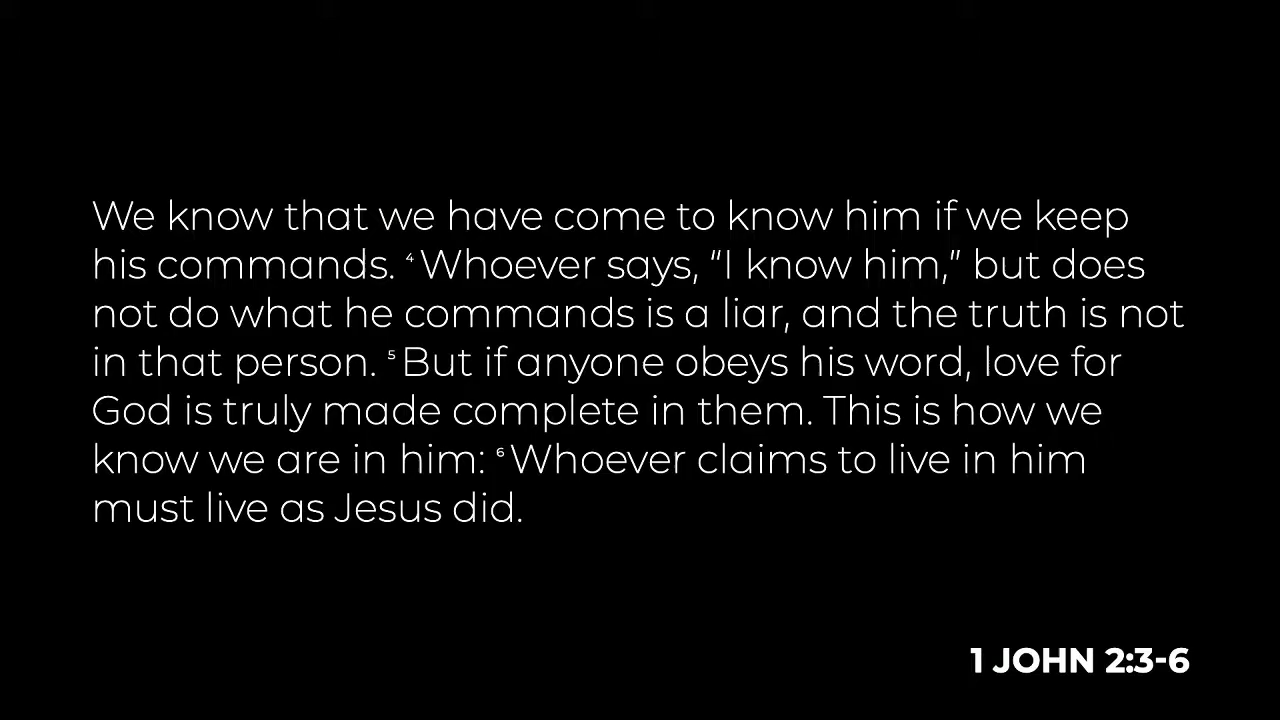 We know that we have come to know him if we keep
his commands. ⁴ Whoever says, “I know him,” but does
not do what he commands is a liar, and the truth is not
in that person. ⁵ But if anyone obeys his word, love for
God is truly made complete in them. This is how we
know we are in him: ⁶ Whoever claims to live in him
must live as Jesus did.
1 JOHN 2:3-6